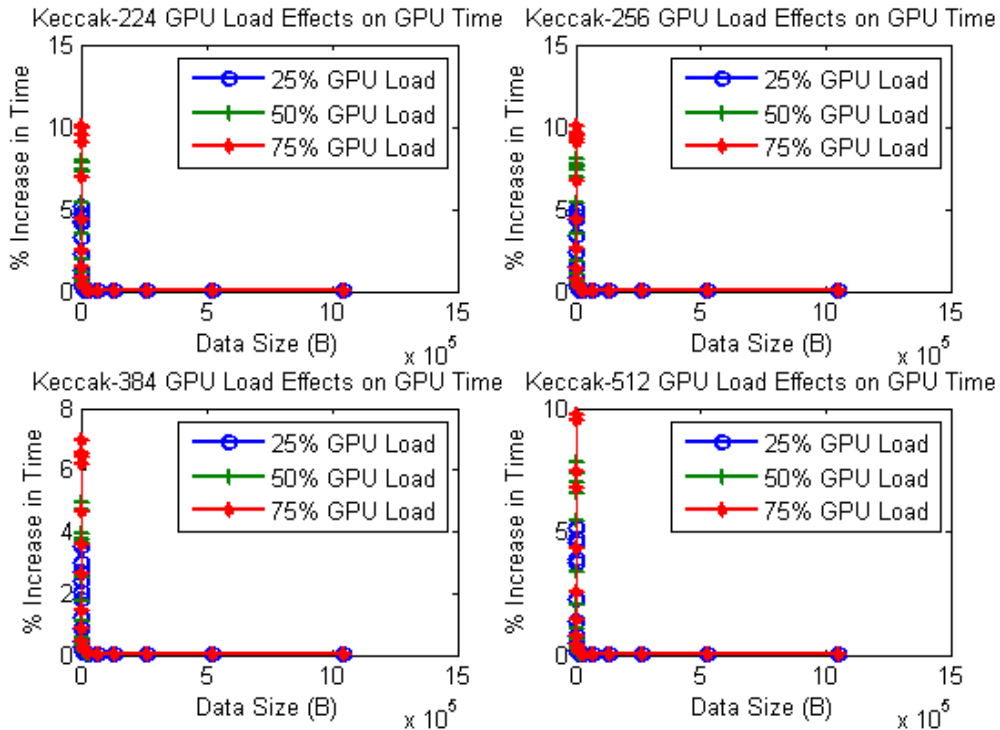 Keccak-224 GPU Load Effects on GPU Time
15
10
5
0
% Increase in Time
25% GPU Load
50% GPU Load
75% GPU Load
0 5 10 15
Data Size (B)
x 10^5
Keccak-256 GPU Load Effects on GPU Time
15
10
5
0
% Increase in Time
25% GPU Load
50% GPU Load
75% GPU Load
0 5 10 15
Data Size (B)
x 10^5
Keccak-384 GPU Load Effects on GPU Time
8
6
4
2
0
% Increase in Time
25% GPU Load
50% GPU Load
75% GPU Load
0 5 10 15
Data Size (B)
x 10^5
Keccak-512 GPU Load Effects on GPU Time
10
5
0
% Increase in Time
25% GPU Load
50% GPU Load
75% GPU Load
0 5 10 15
Data Size (B)
x 10^5